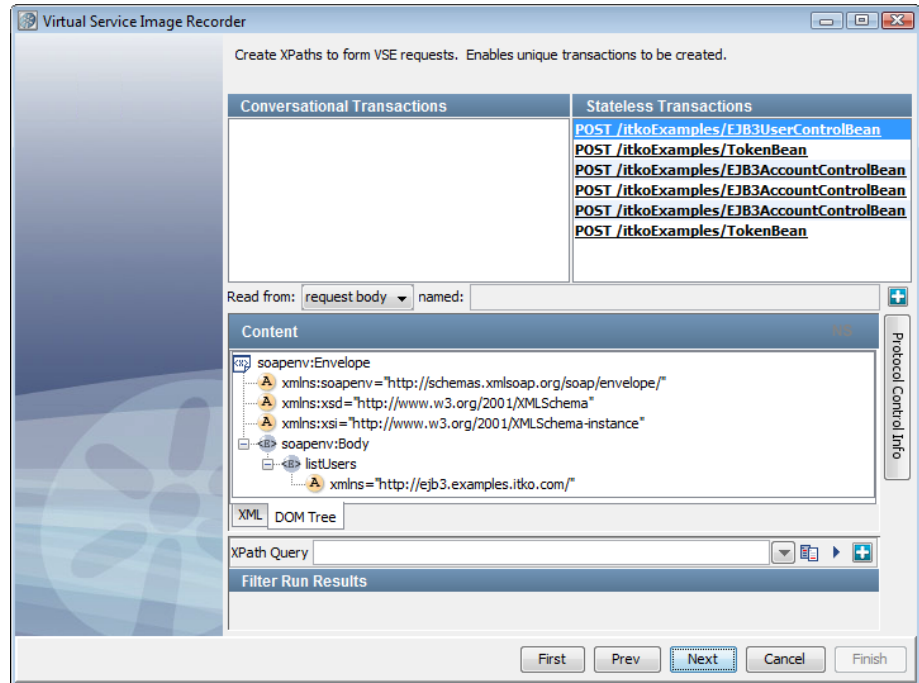 Virtual Service Image Recorder
Create XPaths to form VSE requests. Enables unique transactions to be created.
Conversational Transactions
Stateless Transactions
POST /itkoExamples/EJB3UserControlBean
POST /itkoExamples/TokenBean
POST /itkoExamples/EJB3AccountControlBean
POST /itkoExamples/EJB3AccountControlBean
POST /itkoExamples/EJB3AccountControlBean
POST /itkoExamples/TokenBean
Read from: request body named:
Content
Protocol Control Info
soapenv:Envelope
A xmlns:soapenv="http://schemas.xmlsoap.org/soap/envelope/"
A xmlns:xsd="http://www.w3.org/2001/XMLSchema"
A xmlns:xsi="http://www.w3.org/2001/XMLSchema-instance"
<E> soapenv:Body
<E> listUsers
A xmlns="http://ejb3.examples.itko.com/"
XML DOM Tree
XPath Query
Filter Run Results
First Prev Next Cancel Finish